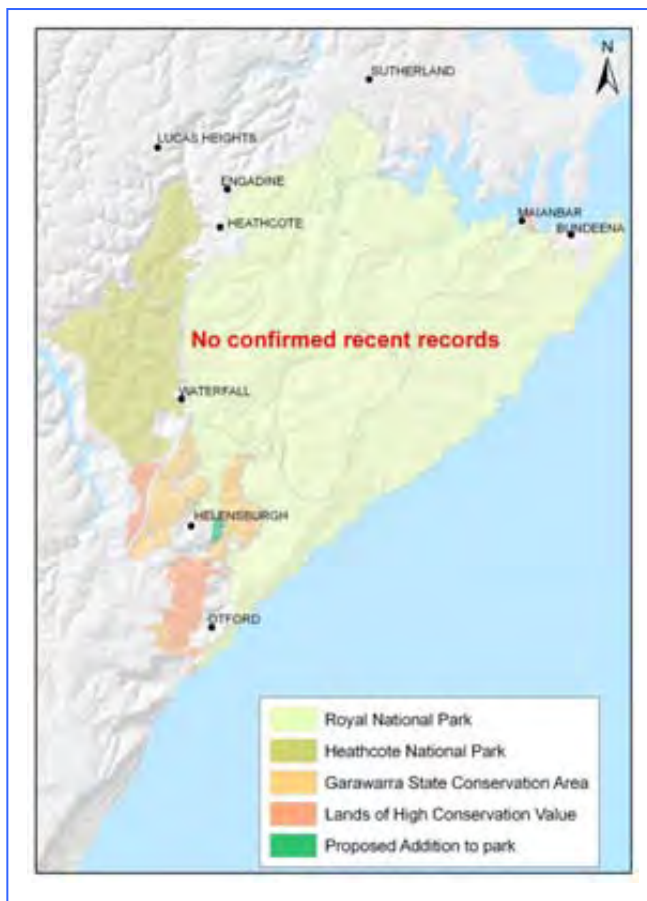 N
SUTHERLAND
LUCAS HEIGHTS
ENGADINE
HEATHCOTE
MAIANBAR
BUNDEENA
No confirmed recent records
WATERFALL
HELENSBURGH
OTFORD
Royal National Park
Heathcote National Park
Garawarra State Conservation Area
Lands of High Conservation Value
Proposed Addition to park